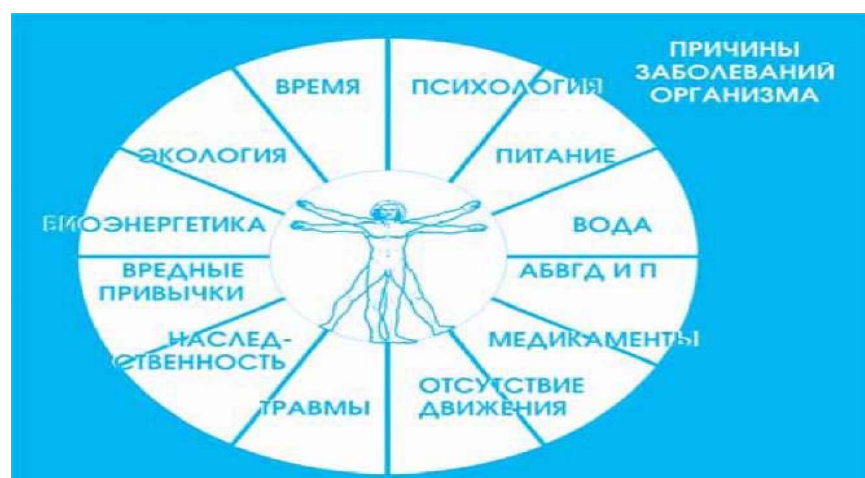 ПРИЧИНЫ
ЗАБОЛЕВАНИЙ
ОРГАНИЗМА
ВРЕМЯ
ПСИХОЛОГИЯ
ЭКОЛОГИЯ
ПИТАНИЕ
БИОЭНЕРГЕТИКА
ВОДА
ВРЕДНЫЕ
ПРИВЫЧКИ
АБВГД И П
НАСЛЕД-
СТВЕННОСТЬ
МЕДИКАМЕНТЫ
ТРАВМЫ
ОТСУТСТВИЕ
ДВИЖЕНИЯ